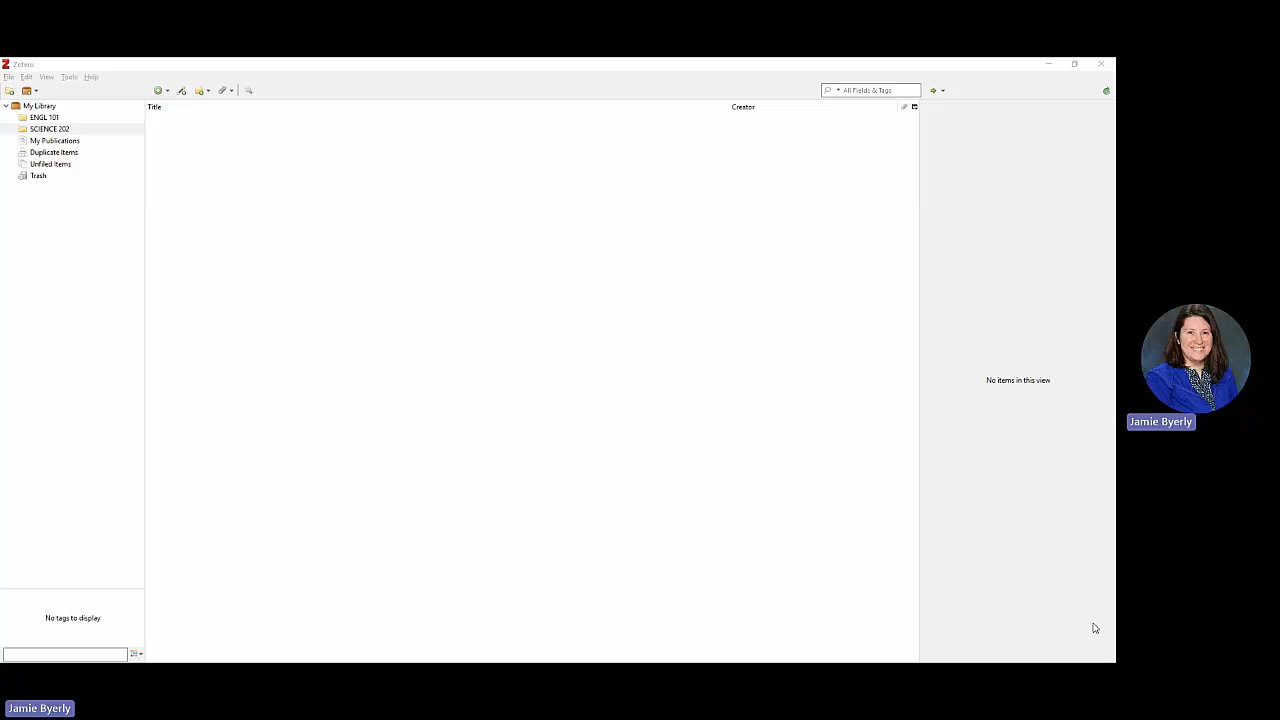 Zotero
File Edit View Tools Help
All Fields & Tags
My Library
Title
Creator
ENGL 101
SCIENCE 202
My Publications
Duplicate Items
Unfiled Items
Trash
No items in this view
Jamie Byerly
No tags to display
Jamie Byerly